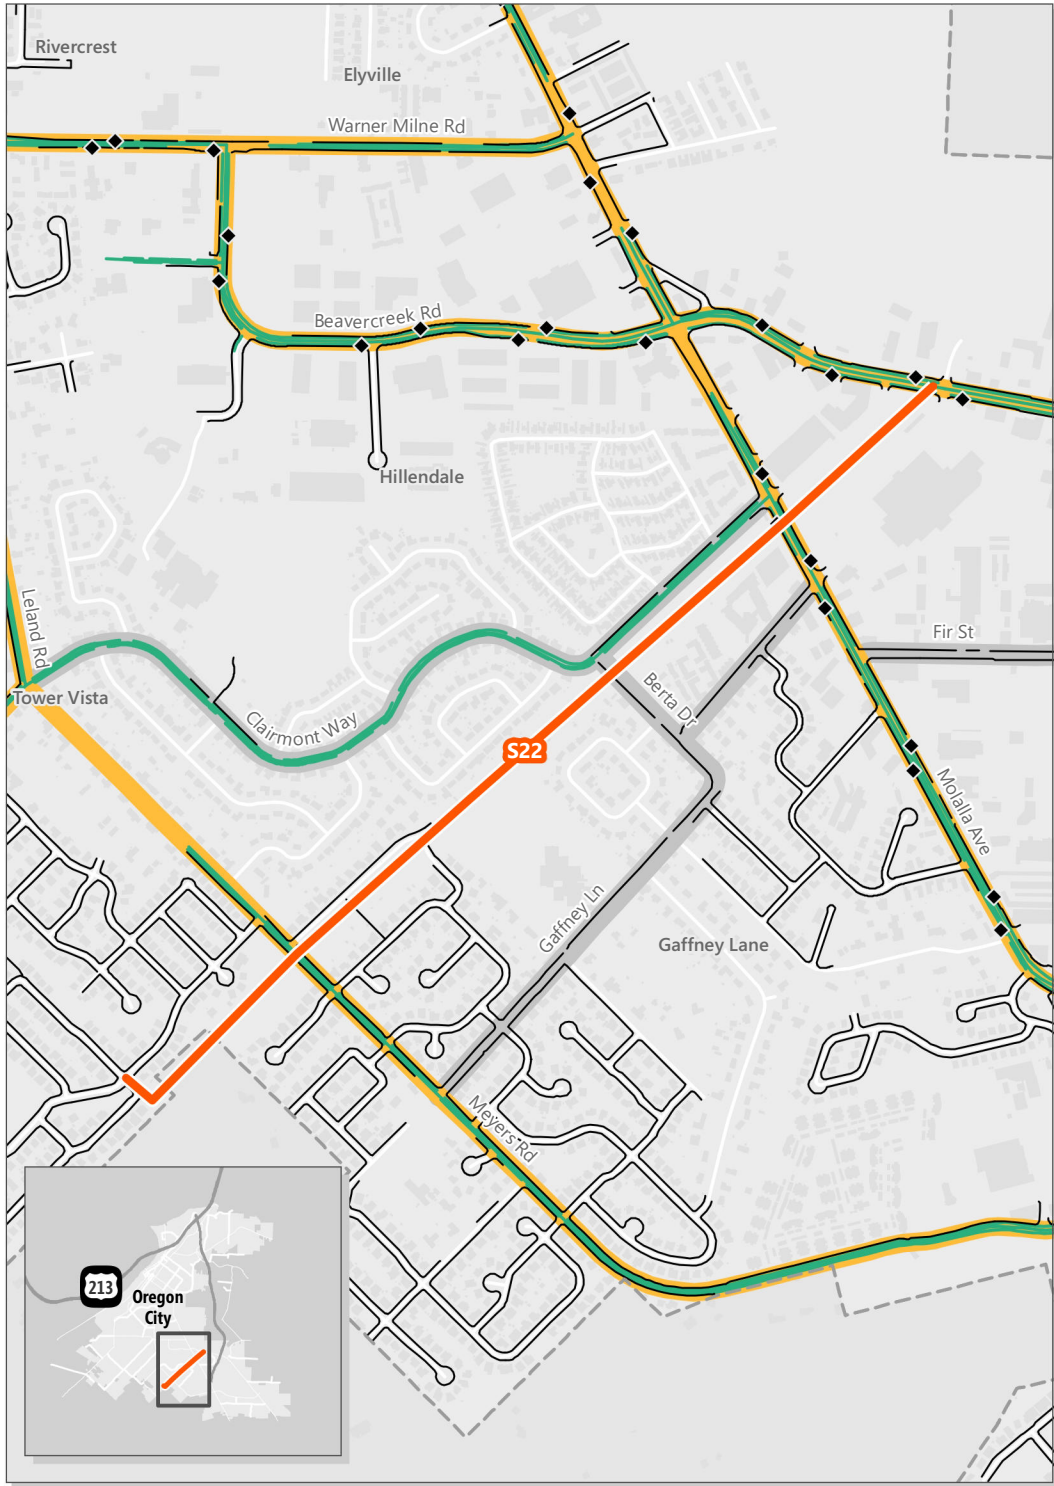 Rivercrest
Elyville
Warner Milne Rd
Beavercreek Rd
Hillendale
Leland Rd
Fir St
Tower Vista
Berta Dr
Clairmont Way
S22
Molalla Ave
Gaffney Ln
Gaffney Lane
Meyers Rd
213
Oregon
City